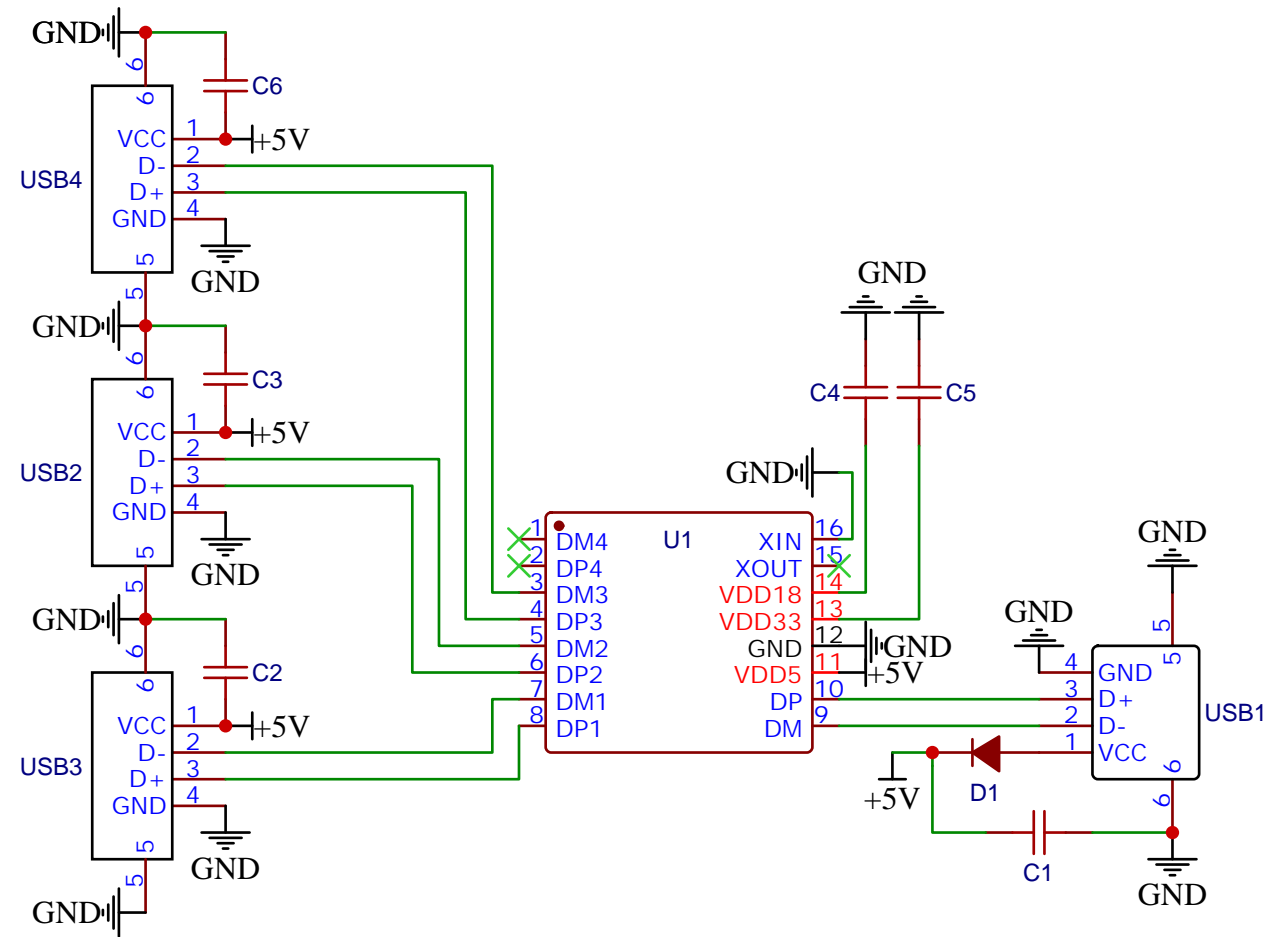 GND
6
6
C6
VCC 1 +5V
D- 2
USB4
D+ 3
GND 4
GND
5
5
GND
6
6
C3
VCC 1 +5V
D- 2
USB2
D+ 3
GND 4
GND
5
5
GND
6
6
C2
VCC 1 +5V
D- 2
USB3
D+ 3
GND 4
GND
5
5
GND
GND
C4 C5
GND
U1
1 DM4
2 DP4
3 DM3
4 DP3
5 DM2
6 DP2
7 DM1
8 DP1
XIN 16
XOUT 15
VDD18 14
VDD33 13
GND 12 GND
VDD5 11 +5V
DP 10
DM 9
GND
5
5
GND
4 GND
3 D+
2 D-
1 VCC
USB1
6
6
D1
+5V
C1
GND